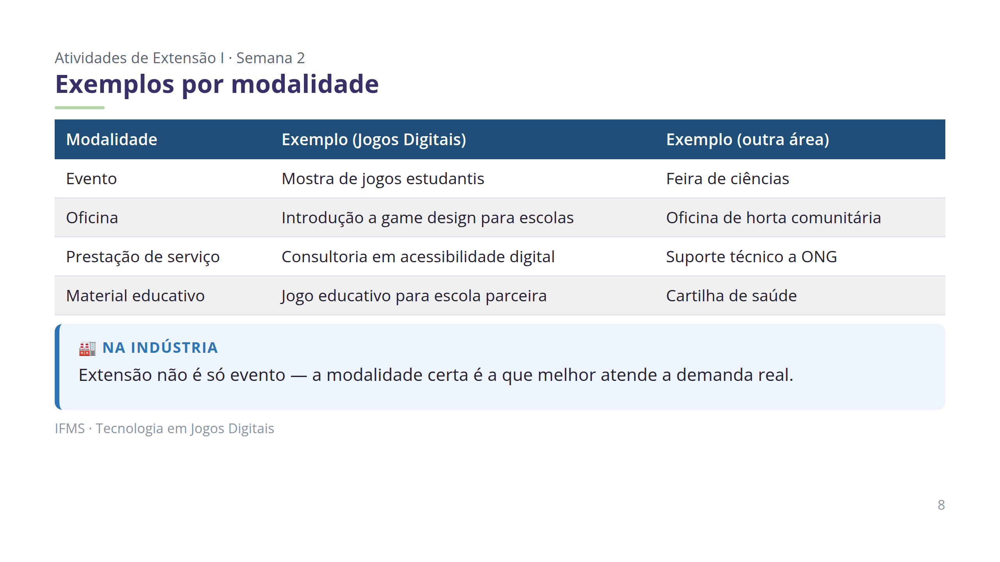 Atividades de Extensão I · Semana 2
Exemplos por modalidade
Modalidade Exemplo (Jogos Digitais) Exemplo (outra área)
Evento Mostra de jogos estudantis Feira de ciências
Oficina Introdução a game design para escolas Oficina de horta comunitária
Prestação de serviço Consultoria em acessibilidade digital Suporte técnico a ONG
Material educativo Jogo educativo para escola parceira Cartilha de saúde
🏭 NA INDÚSTRIA
Extensão não é só evento — a modalidade certa é a que melhor atende a demanda real.
IFMS · Tecnologia em Jogos Digitais
8